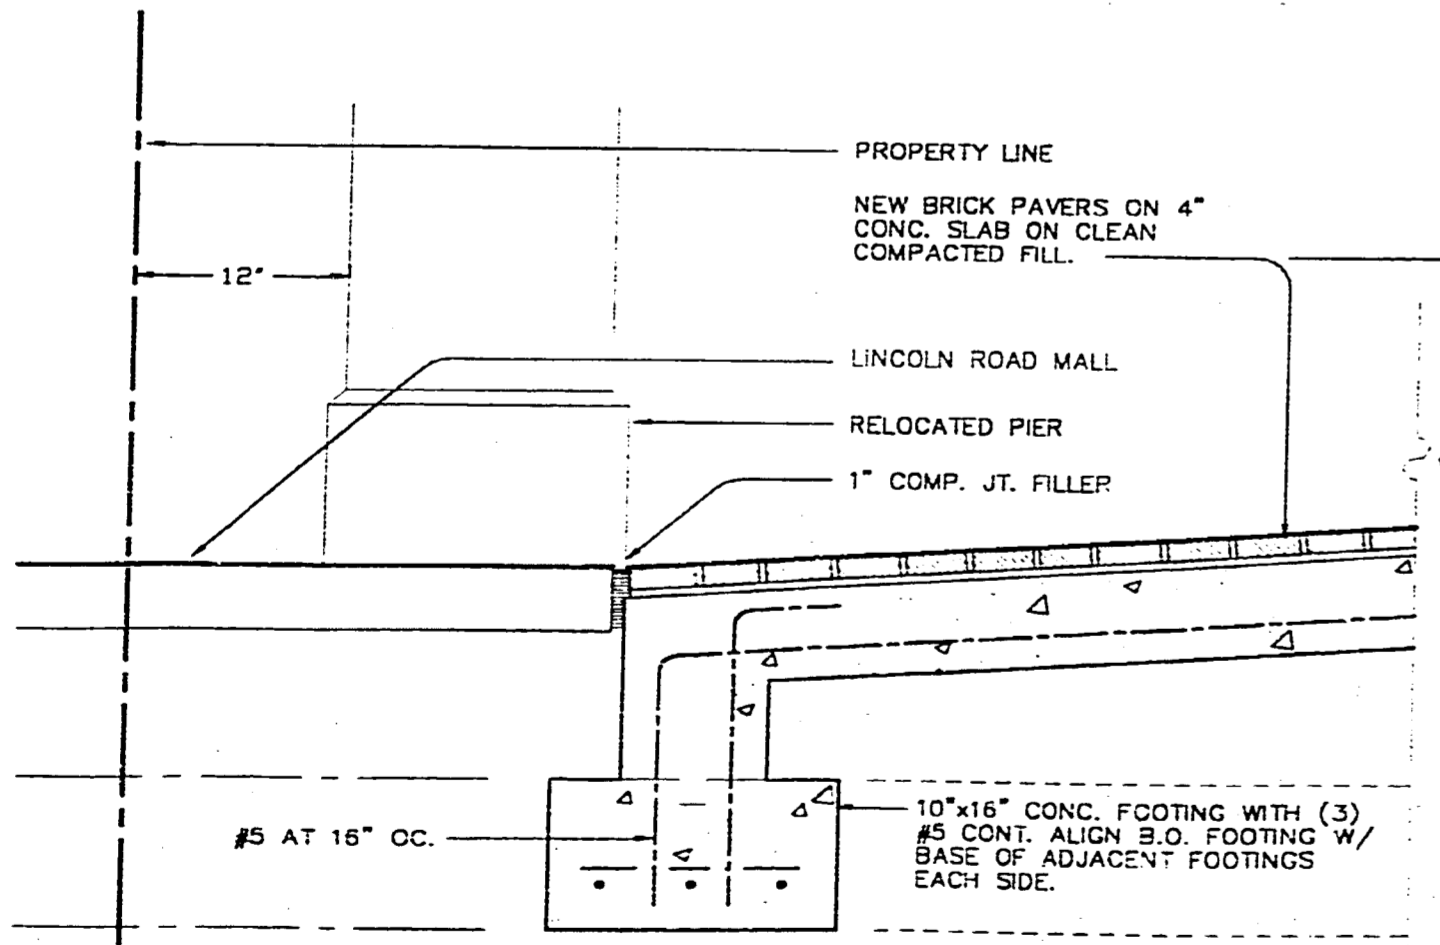 PROPERTY LINE
NEW BRICK PAVERS ON 4"
CONC. SLAB ON CLEAN
COMPACTED FILL.
12"
LINCOLN ROAD MALL
RELOCATED PIER
1" COMP. JT. FILLER
#5 AT 16" OC.
10"x16" CONC. FOOTING WITH (3)
#5 CONT. ALIGN B.O. FOOTING W/
BASE OF ADJACENT FOOTINGS
EACH SIDE.